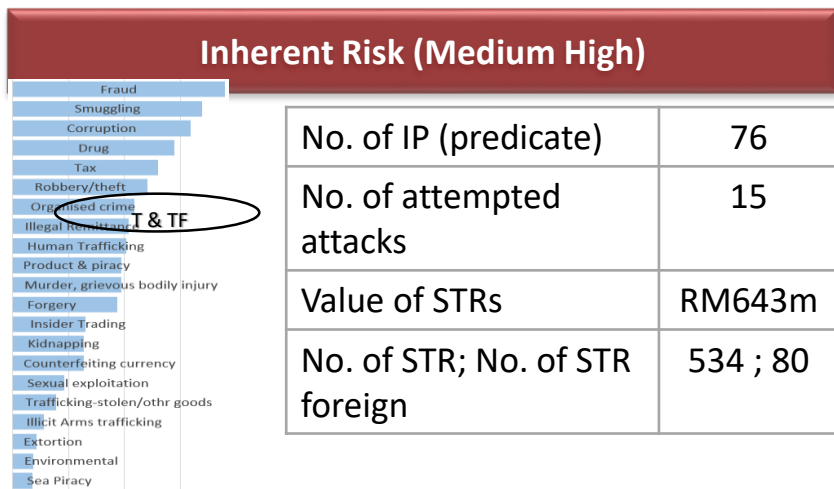 Inherent Risk (Medium High)
Fraud
Smuggling
Corruption
Drug
Tax
Robbery/theft
Organised crime
T & TF
Illegal Remittance
Human Trafficking
Product & piracy
Murder, grievous bodily injury
Forgery
Insider Trading
Kidnapping
Counterfeiting currency
Sexual exploitation
Trafficking-stolen/othr goods
Illicit Arms trafficking
Extortion
Environmental
Sea Piracy
No. of IP (predicate) 76
No. of attempted 15
attacks
Value of STRs RM643m
No. of STR; No. of STR 534 ; 80
foreign